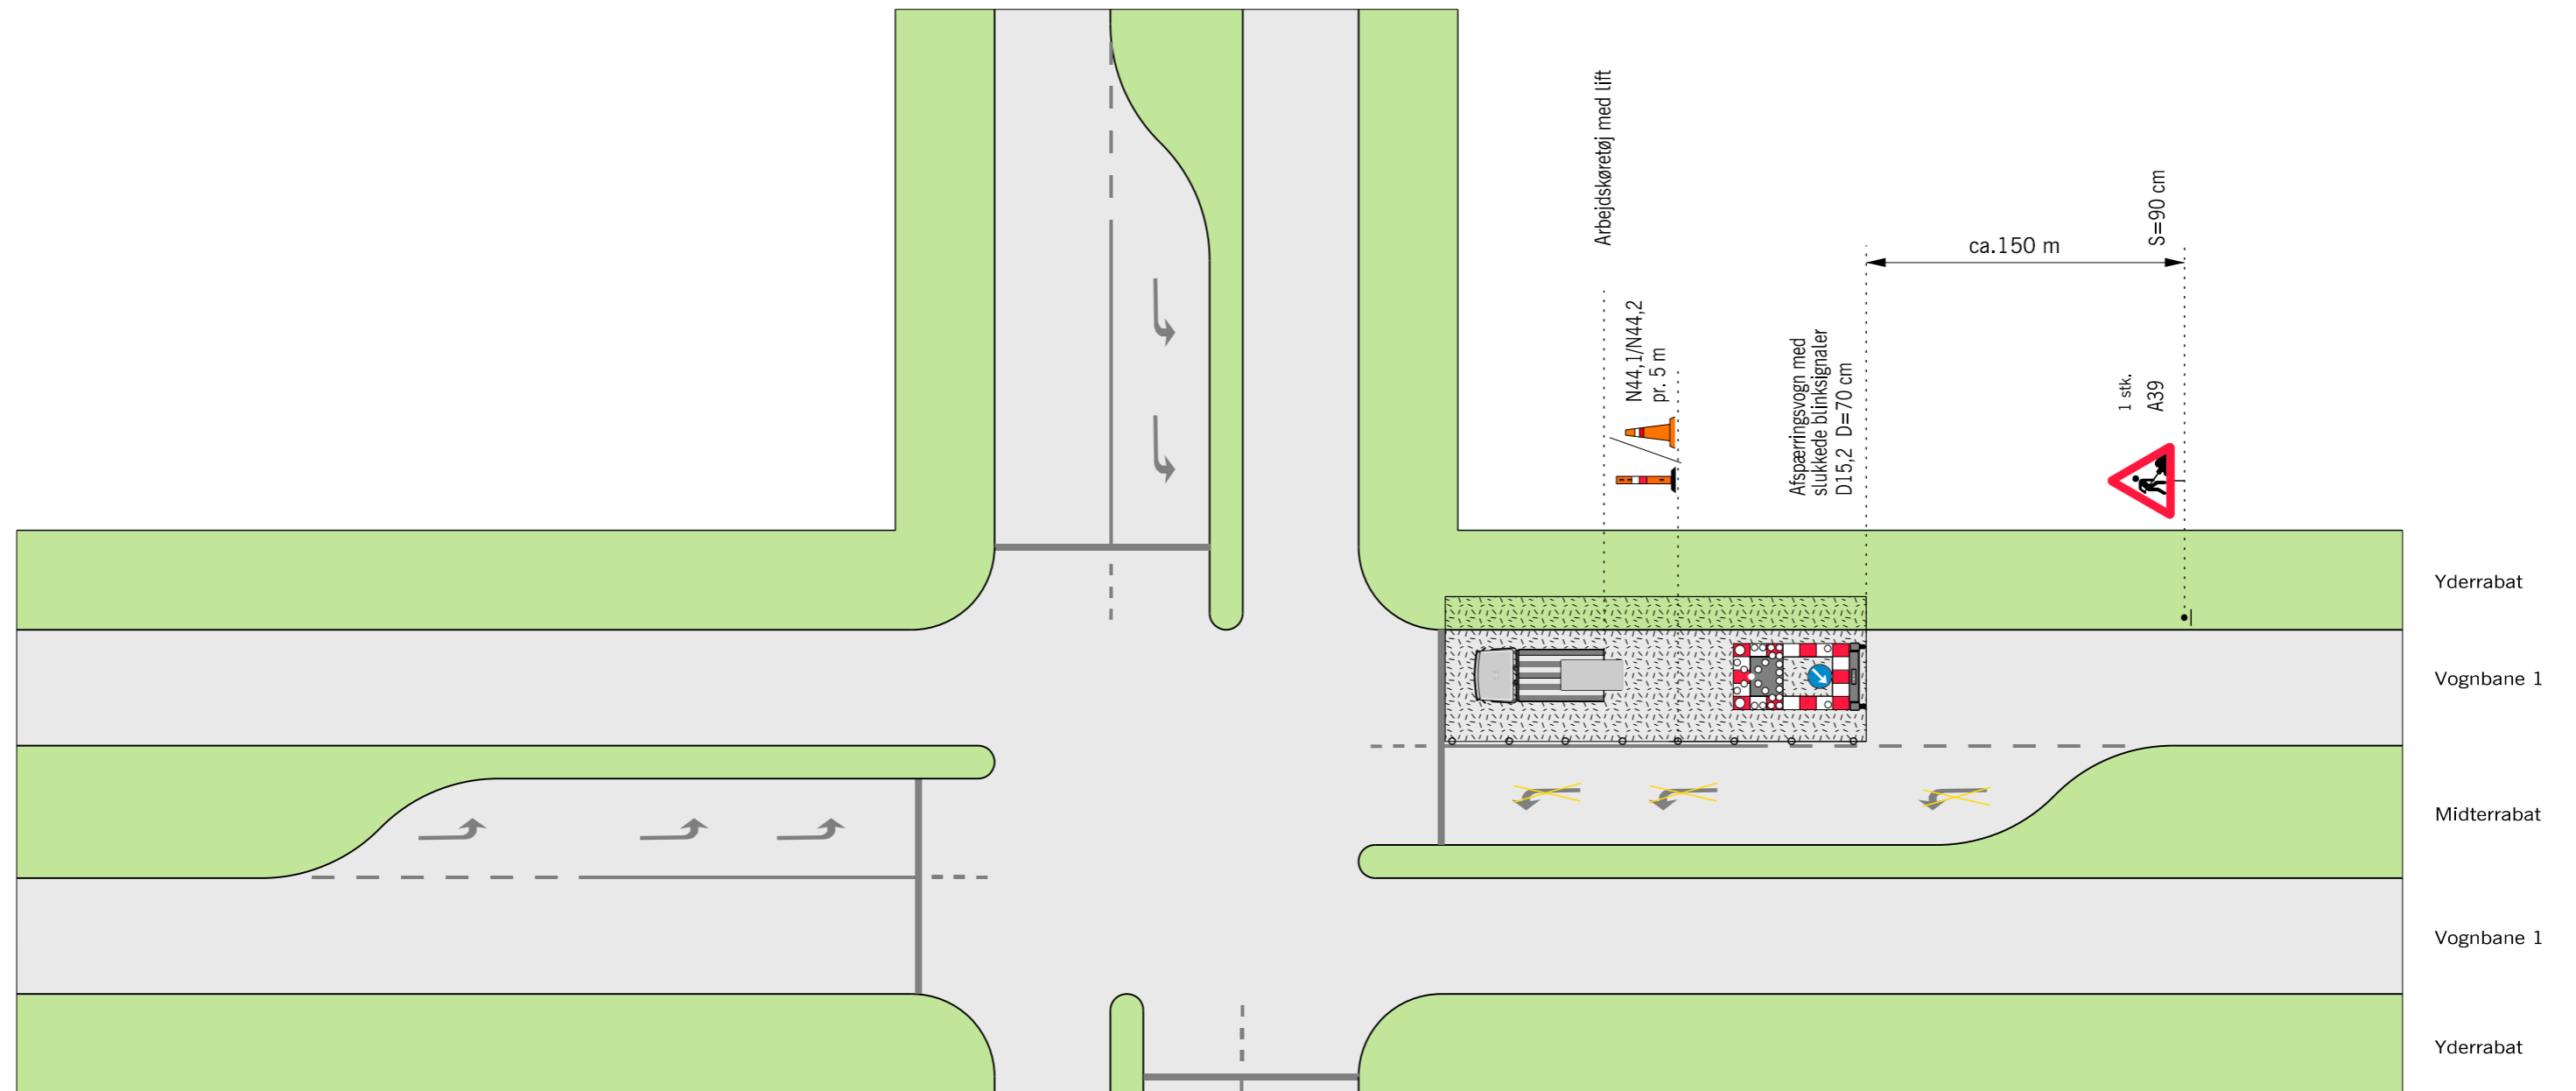 Arbejdskøretøj med lift
N44,1/N44,2
pr. 5 m
Afspærringsvogn med
slukkede blinksignaler
D15,2 D=70 cm
ca.150 m
S=90 cm
1 stk.
A39
Yderrabat
Vognbane 1
Midterrabat
Vognbane 1
Yderrabat